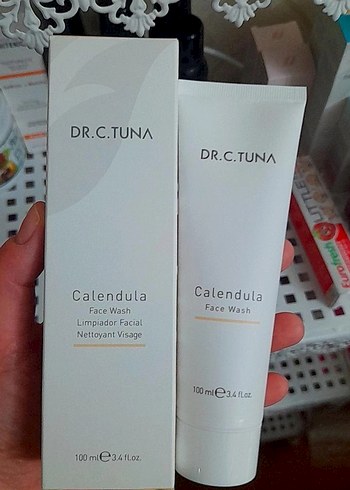 DR.C.TUNA
Calendula
Face Wash
Limpiador Facial
Nettoyant Visage
100 ml℮3.4 fl.oz.
DR.C.TUNA
Calendula
Face Wash
100 ml℮3.4 fl.oz.
Eurofresh